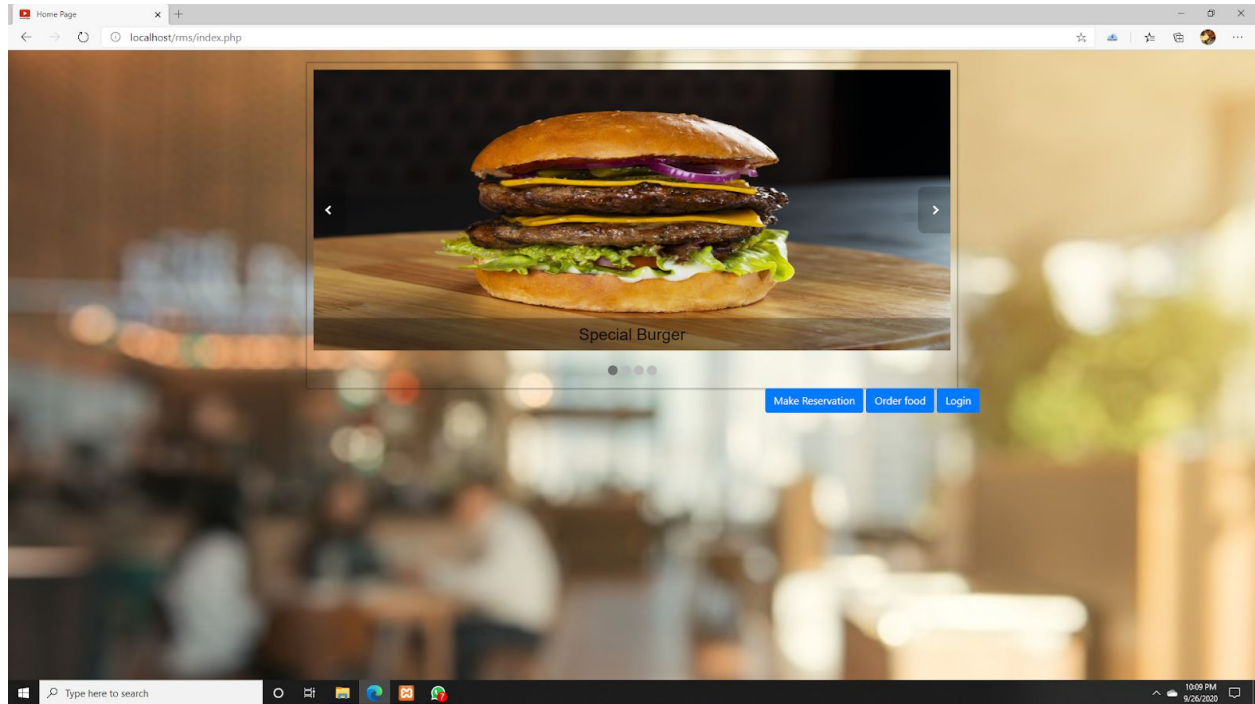 Home Page
localhost/rms/index.php
Special Burger
Make Reservation Order food Login
Type here to search
7
10:09 PM
9/26/2020